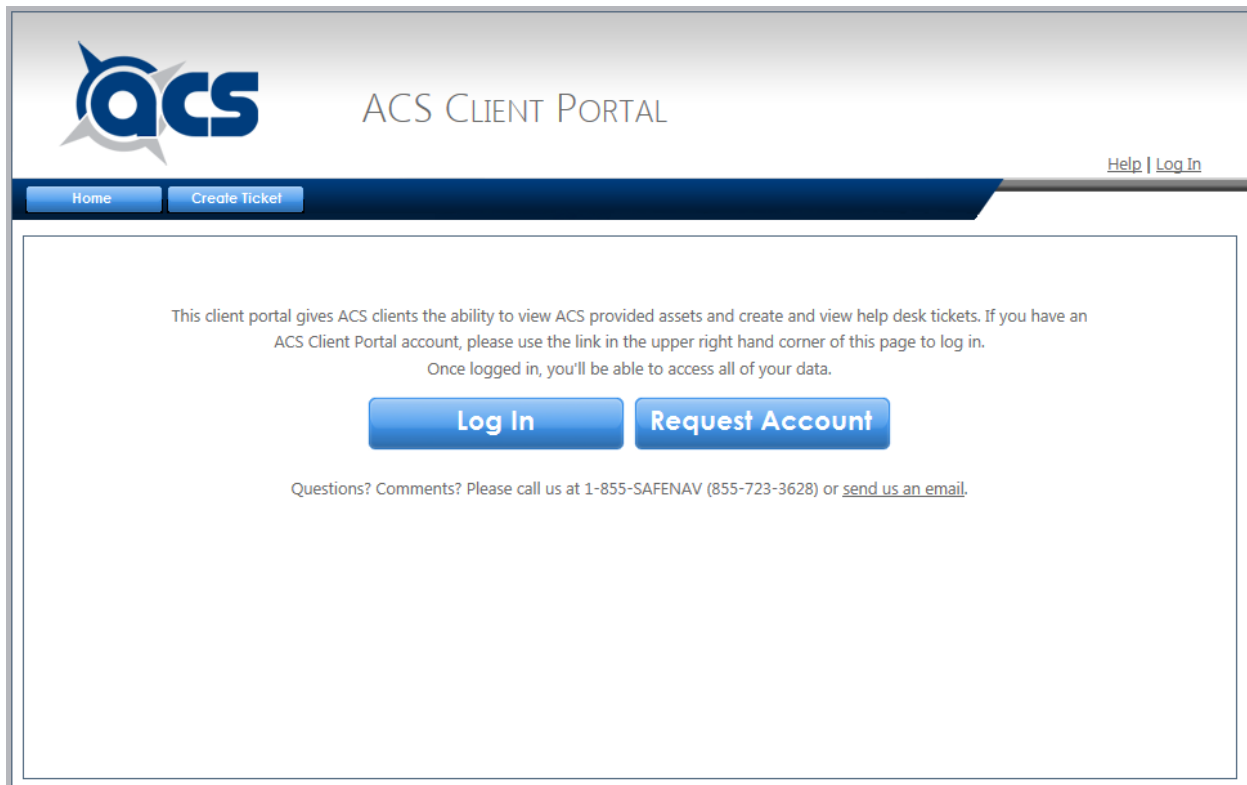 acs
ACS CLIENT PORTAL
Help | Log In
Home
Create Ticket
This client portal gives ACS clients the ability to view ACS provided assets and create and view help desk tickets. If you have an
ACS Client Portal account, please use the link in the upper right hand corner of this page to log in.
Once logged in, you'll be able to access all of your data.
Log In
Request Account
Questions? Comments? Please call us at 1-855-SAFENAV (855-723-3628) or send us an email.